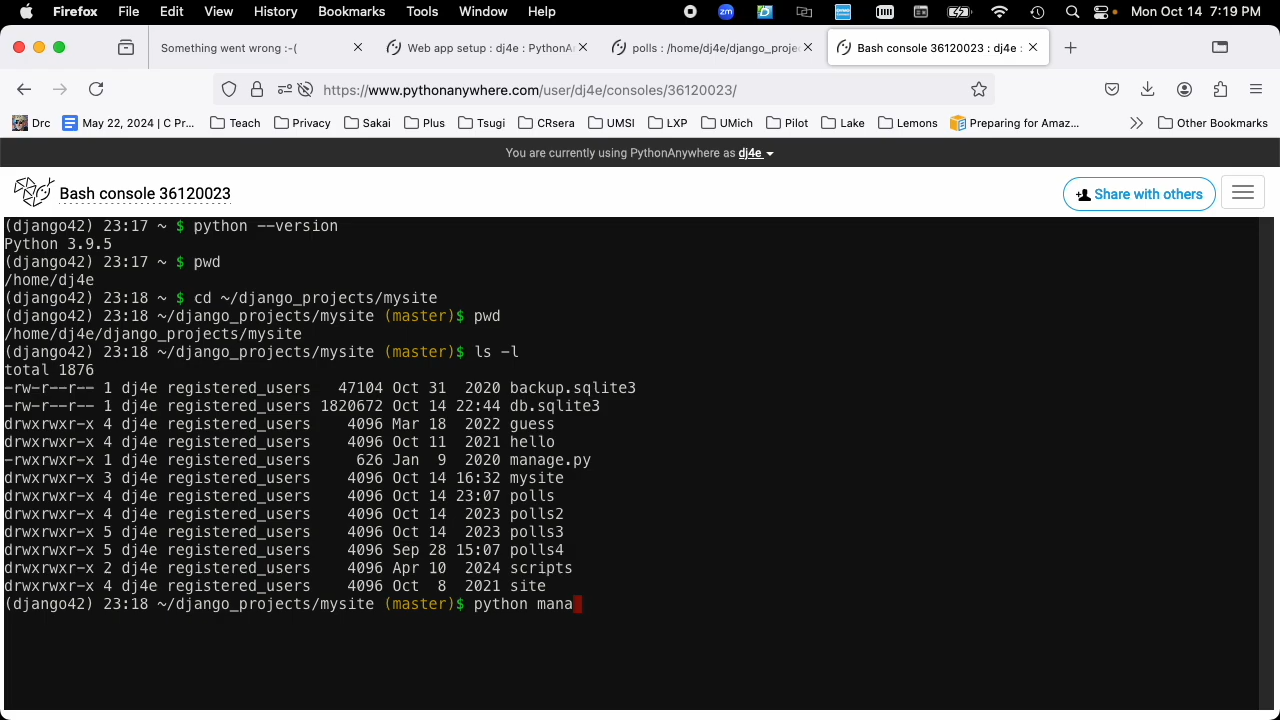 Firefox File Edit View History Bookmarks Tools Window Help Mon Oct 14 7:19 PM
Something went wrong :-( Web app setup : dj4e : PythonA polls : /home/dj4e/django_proje Bash console 36120023 : dj4e :
https://www.pythonanywhere.com/user/dj4e/consoles/36120023/
Drc May 22, 2024 | C Pr... Teach Privacy Sakai Plus Tsugi CRsera UMSI LXP UMich Pilot Lake Lemons Preparing for Amaz... Other Bookmarks
You are currently using PythonAnywhere as dj4e
Bash console 36120023 Share with others
(django42) 23:17 ~ $ python --version
Python 3.9.5
(django42) 23:17 ~ $ pwd
/home/dj4e
(django42) 23:18 ~ $ cd ~/django_projects/mysite
(django42) 23:18 ~/django_projects/mysite (master)$ pwd
/home/dj4e/django_projects/mysite
(django42) 23:18 ~/django_projects/mysite (master)$ ls -l
total 1876
-rw-r--r-- 1 dj4e registered_users 47104 Oct 31 2020 backup.sqlite3
-rw-r--r-- 1 dj4e registered_users 1820672 Oct 14 22:44 db.sqlite3
drwxrwxr-x 4 dj4e registered_users 4096 Mar 18 2022 guess
drwxrwxr-x 4 dj4e registered_users 4096 Oct 11 2021 hello
-rwxrwxr-x 1 dj4e registered_users 626 Jan 9 2020 manage.py
drwxrwxr-x 3 dj4e registered_users 4096 Oct 14 16:32 mysite
drwxrwxr-x 4 dj4e registered_users 4096 Oct 14 23:07 polls
drwxrwxr-x 4 dj4e registered_users 4096 Oct 14 2023 polls2
drwxrwxr-x 5 dj4e registered_users 4096 Oct 14 2023 polls3
drwxrwxr-x 5 dj4e registered_users 4096 Sep 28 15:07 polls4
drwxrwxr-x 2 dj4e registered_users 4096 Apr 10 2024 scripts
drwxrwxr-x 4 dj4e registered_users 4096 Oct 8 2021 site
(django42) 23:18 ~/django_projects/mysite (master)$ python mana